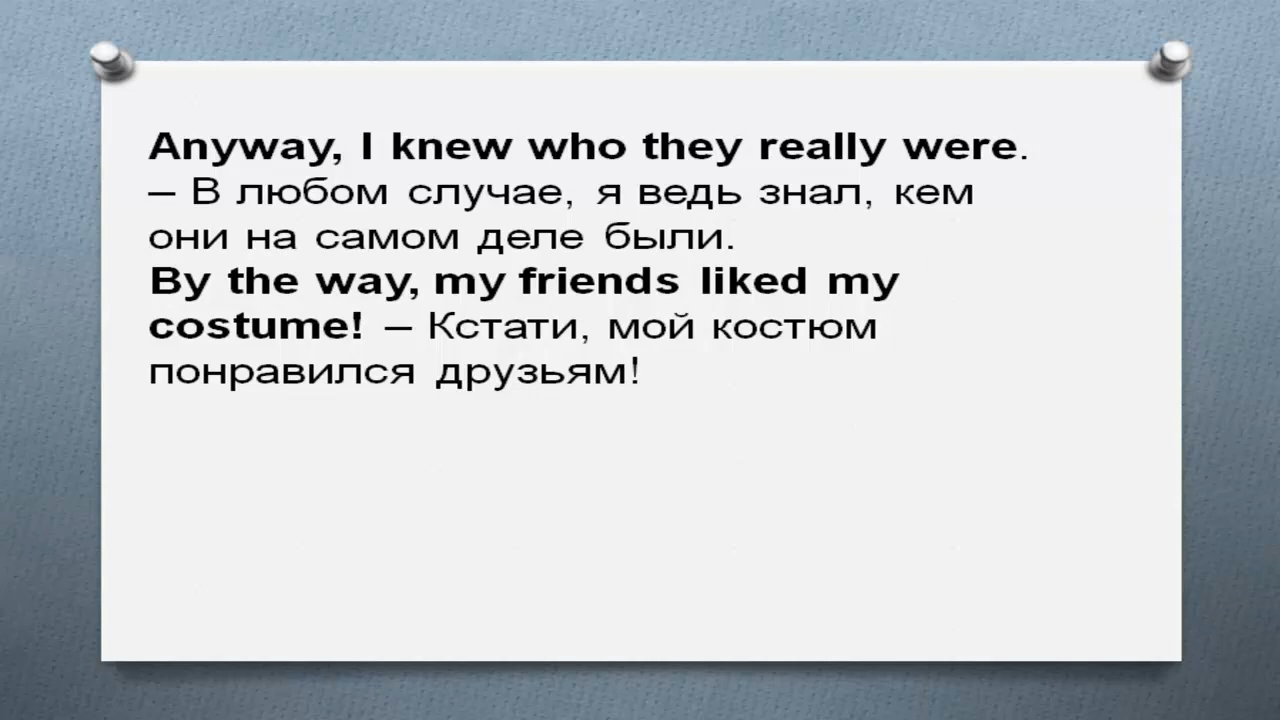 Anyway, I knew who they really were.
– В любом случае, я ведь знал, кем
они на самом деле были.
By the way, my friends liked my
costume! – Кстати, мой костюм
понравился друзьям!